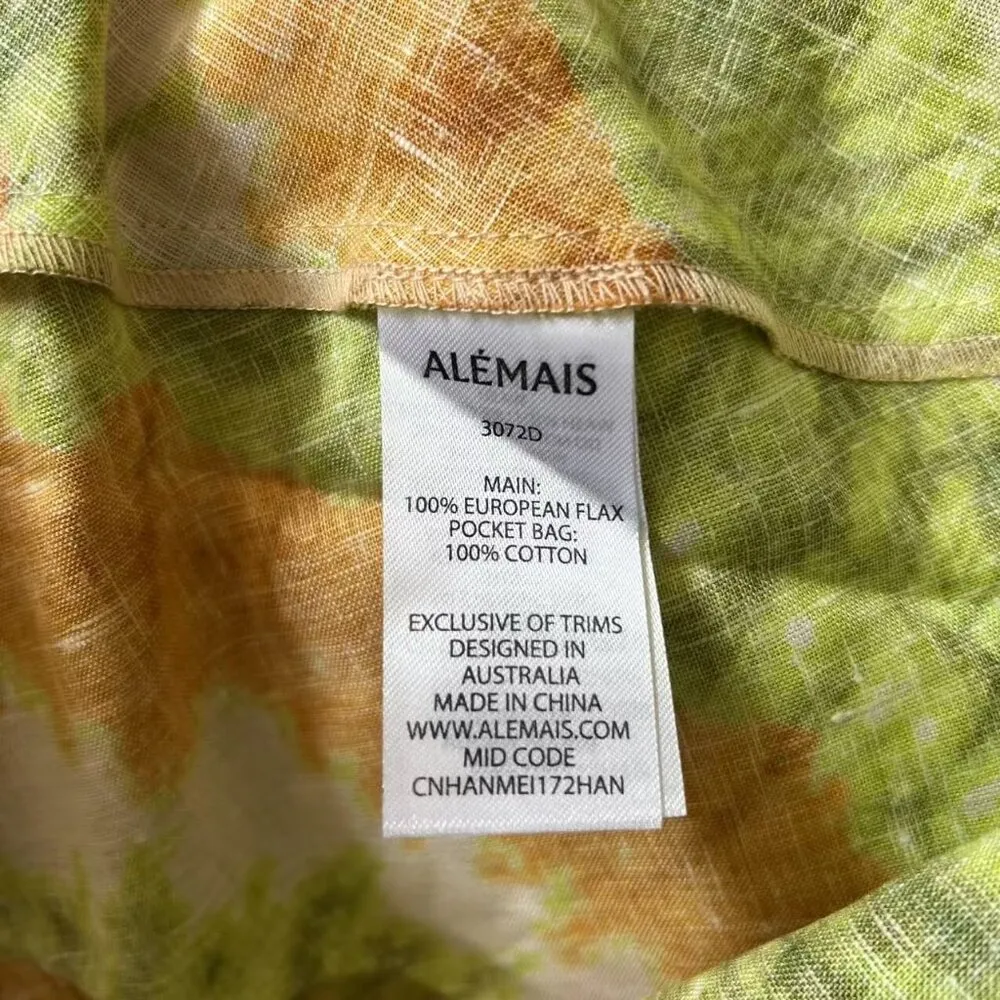 ALÉMAIS
3072D
MAIN:
100% EUROPEAN FLAX
POCKET BAG:
100% COTTON
EXCLUSIVE OF TRIMS
DESIGNED IN
AUSTRALIA
MADE IN CHINA
WWW.ALEMAIS.COM
MID CODE
CNHANMEI172HAN